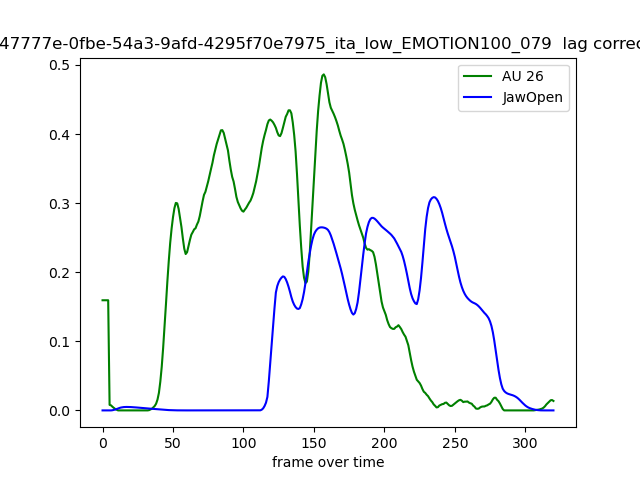 47777e-0fbe-54a3-9afd-4295f70e7975_ita_low_EMOTION100_079 lag correc
0.5
AU 26
JawOpen
0.4
0.3
0.2
0.1
0.0
0 50 100 150 200 250 300
frame over time